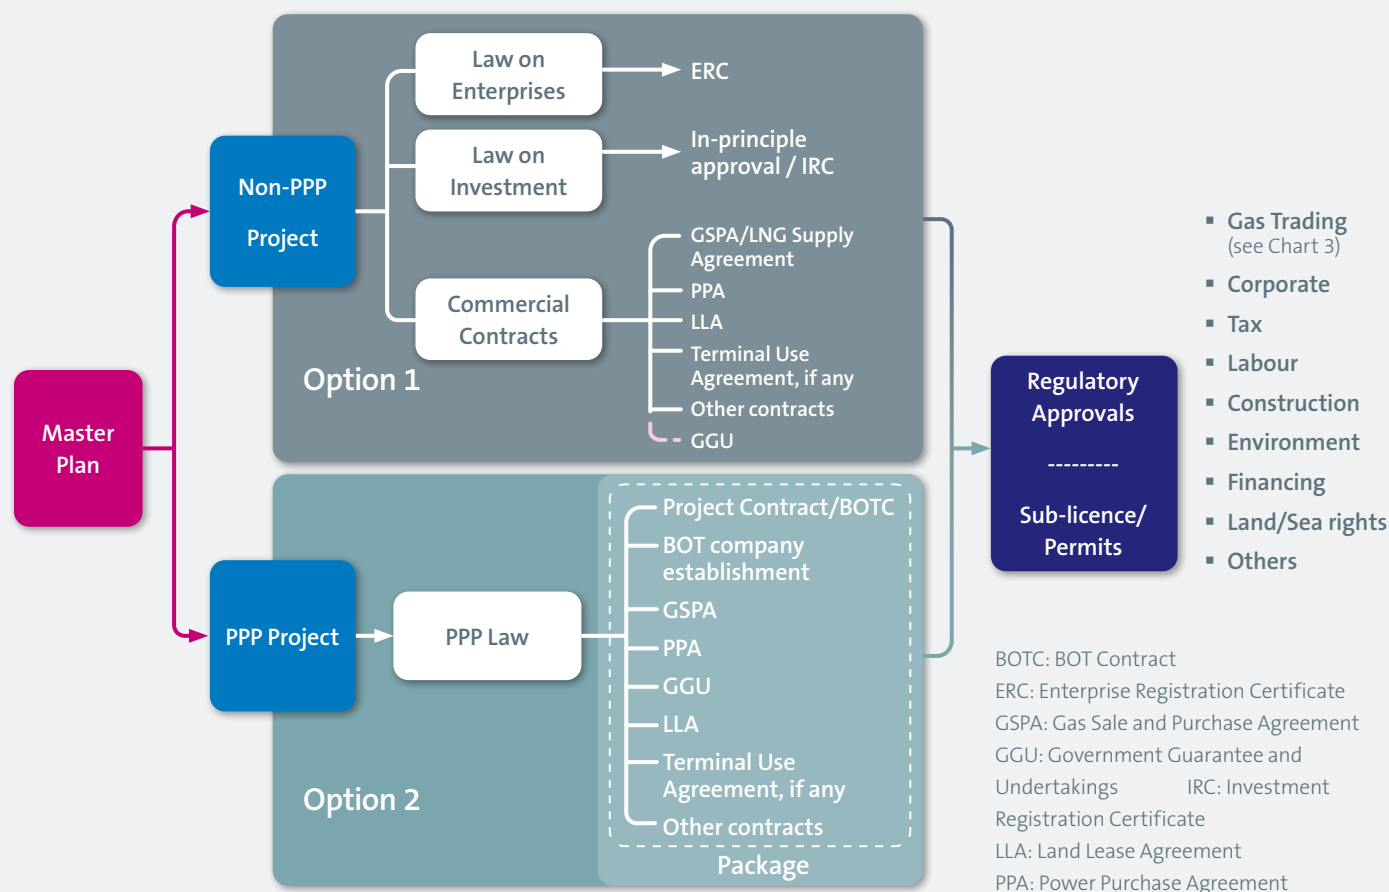 Master
Plan
Non-PPP
Project
Law on
Enterprises
ERC
Law on
Investment
In-principle
approval / IRC
Commercial
Contracts
GSPA/LNG Supply
Agreement
PPA
LLA
Terminal Use
Agreement, if any
Other contracts
GGU
Option 1
PPP Project
PPP Law
Project Contract/BOTC
BOT company
establishment
GSPA
PPA
GGU
LLA
Terminal Use
Agreement, if any
Other contracts
Package
Option 2
Regulatory
Approvals
---------
Sub-licence/
Permits
▪ Gas Trading
(see Chart 3)
▪ Corporate
▪ Tax
▪ Labour
▪ Construction
▪ Environment
▪ Financing
▪ Land/Sea rights
▪ Others
BOTC: BOT Contract
ERC: Enterprise Registration Certificate
GSPA: Gas Sale and Purchase Agreement
GGU: Government Guarantee and
Undertakings IRC: Investment
Registration Certificate
LLA: Land Lease Agreement
PPA: Power Purchase Agreement